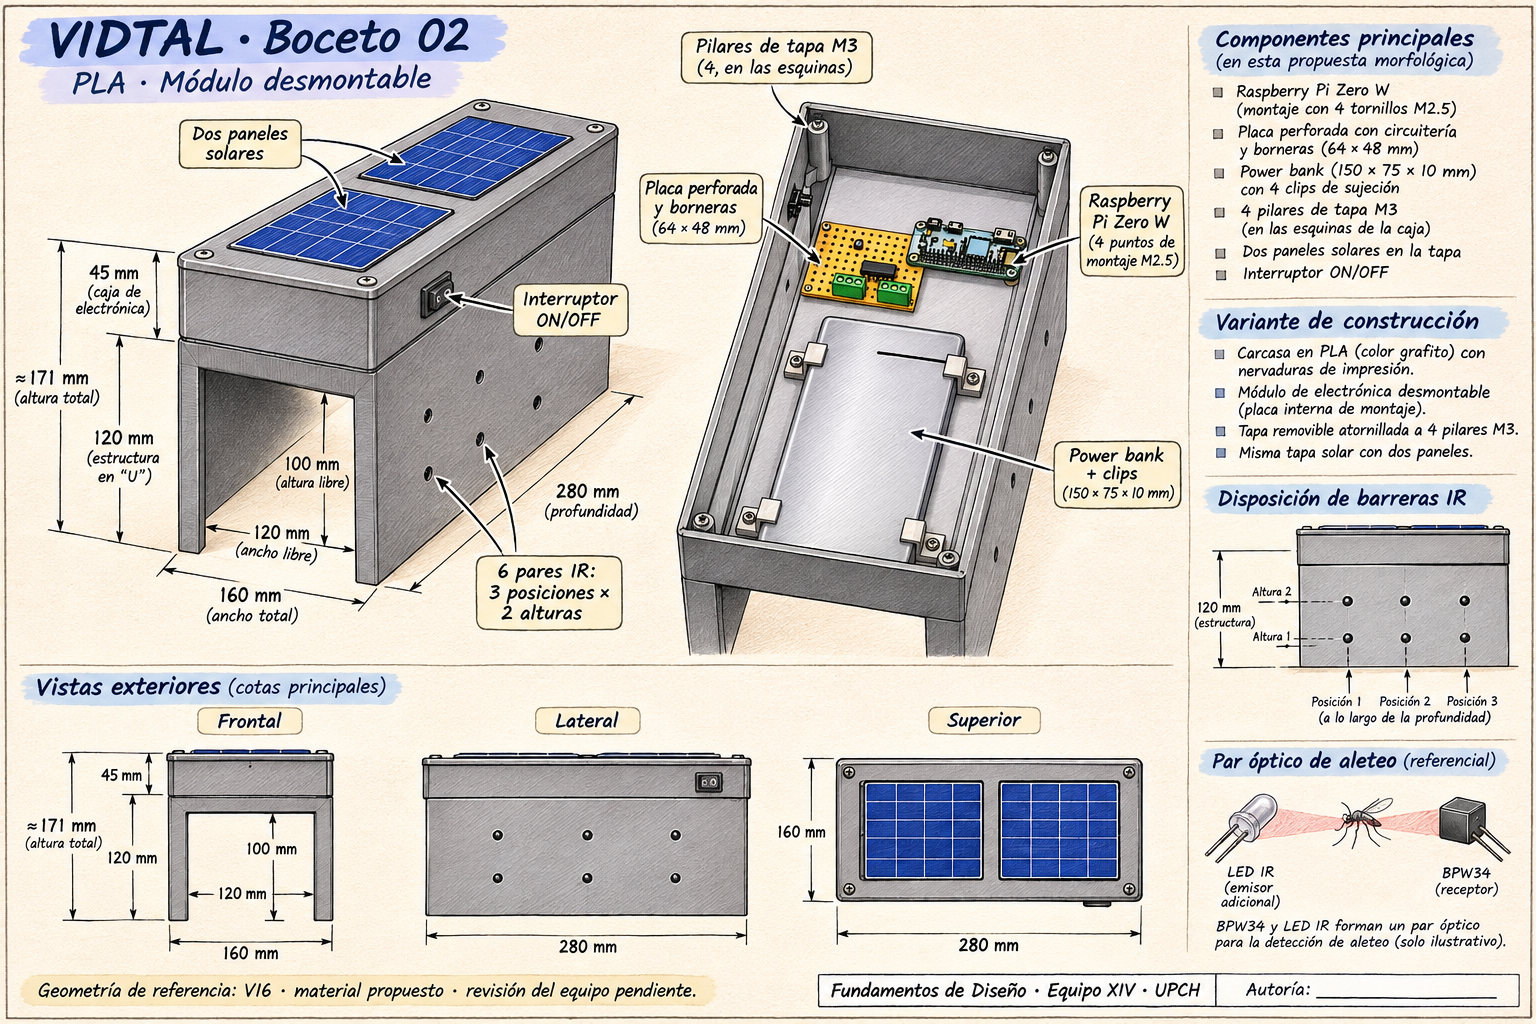 VIDTAL · Boceto 02
PLA · Módulo desmontable
Dos paneles
solares
Interruptor
ON/OFF
45 mm
(caja de
electrónica)
≈171 mm
(altura total)
120 mm
(estructura
en "U")
100 mm
(altura libre)
120 mm
(ancho libre)
160 mm
(ancho total)
280 mm
(profundidad)
6 pares IR:
3 posiciones ×
2 alturas
Pilares de tapa M3
(4, en las esquinas)
Placa perforada
y borneras
(64 × 48 mm)
Raspberry
Pi Zero W
(4 puntos de
montaje M2.5)
Power bank
+ clips
(150 × 75 × 10 mm)
Componentes principales
(en esta propuesta morfológica)
Raspberry Pi Zero W
(montaje con 4 tornillos M2.5)
Placa perforada con circuitería
y borneras (64 × 48 mm)
Power bank (150 × 75 × 10 mm)
con 4 clips de sujeción
4 pilares de tapa M3
(en las esquinas de la caja)
Dos paneles solares en la tapa
Interruptor ON/OFF
Variante de construcción
Carcasa en PLA (color grafito) con
nervaduras de impresión.
Módulo de electrónica desmontable
(placa interna de montaje).
Tapa removible atornillada a 4 pilares M3.
Misma tapa solar con dos paneles.
Disposición de barreras IR
120 mm
(estructura)
Altura 2
Altura 1
Posición 1 Posición 2 Posición 3
(a lo largo de la profundidad)
Par óptico de aleteo (referencial)
LED IR
(emisor
adicional)
BPW34
(receptor)
BPW34 y LED IR forman un par óptico
para la detección de aleteo (solo ilustrativo).
Vistas exteriores (cotas principales)
Frontal
45 mm
≈171 mm
(altura total)
120 mm
100 mm
120 mm
160 mm
Lateral
280 mm
Superior
160 mm
280 mm
Geometría de referencia: V16 · material propuesto · revisión del equipo pendiente.
Fundamentos de Diseño · Equipo XIV · UPCH
Autoría: